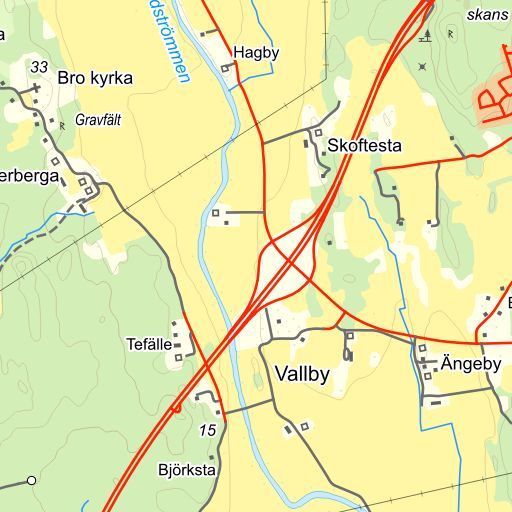 skans
dströmmen
Hagby
33
Bro kyrka
Gravfält
R
R
Skoftesta
erberga
Tefälle
Vallby
Ängeby
15
Björksta